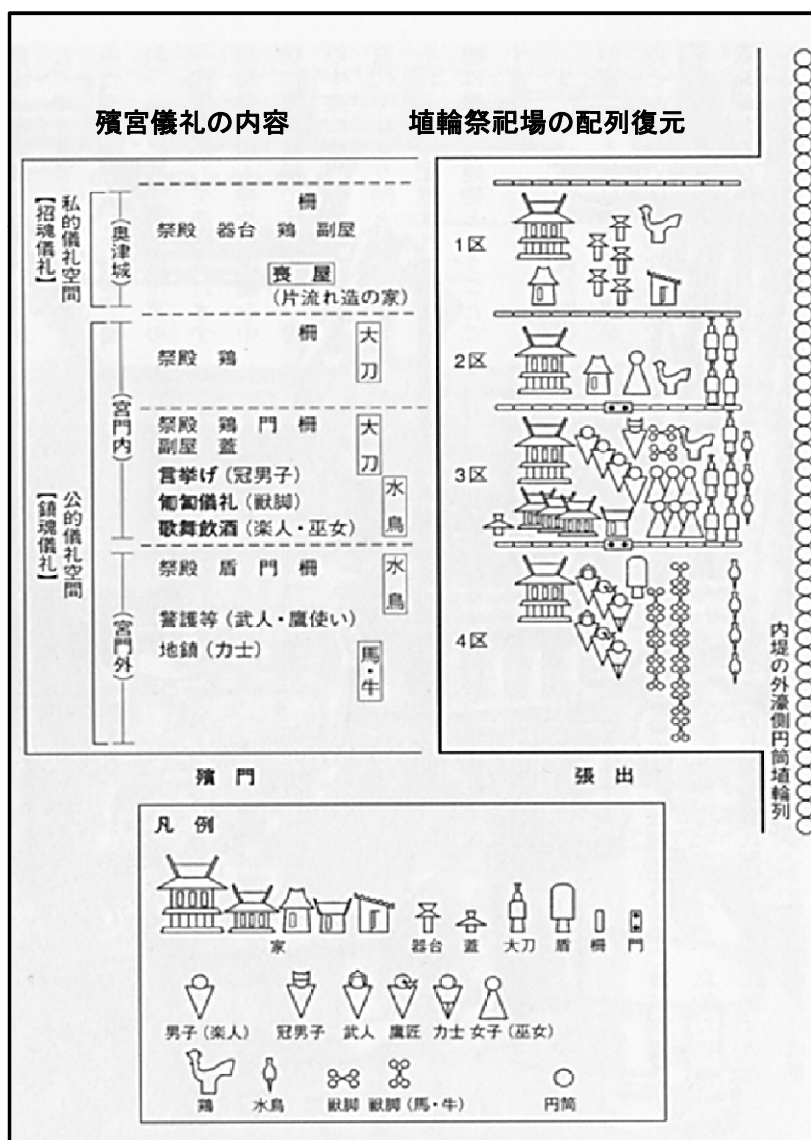 殯宮儀礼の内容
埴輪祭祀場の配列復元
私的儀礼空間
【招魂儀礼】
(奥津城)
柵
祭殿 器台 鶏 副屋
喪屋
(片流れ造の家)
公的儀礼空間
【鎮魂儀礼】
(宮門内)
柵
祭殿 鶏
大刀
祭殿 鶏 門 柵
副屋 蓋
大刀
言挙げ(冠男子)
匍匐儀礼(獣脚)
歌舞飲酒(楽人・巫女)
水鳥
(宮門外)
祭殿 盾 門 柵
水鳥
警護等(武人・鷹使い)
地鎮(力士)
馬・牛
1区
2区
3区
4区
内堤の外濠側円筒埴輪列
殯門
張出
凡例
家 器台 蓋 大刀 盾 柵 門
男子(楽人) 冠男子 武人 鷹匠 力士 女子(巫女)
鶏 水鳥 獣脚 獣脚(馬・牛) 円筒